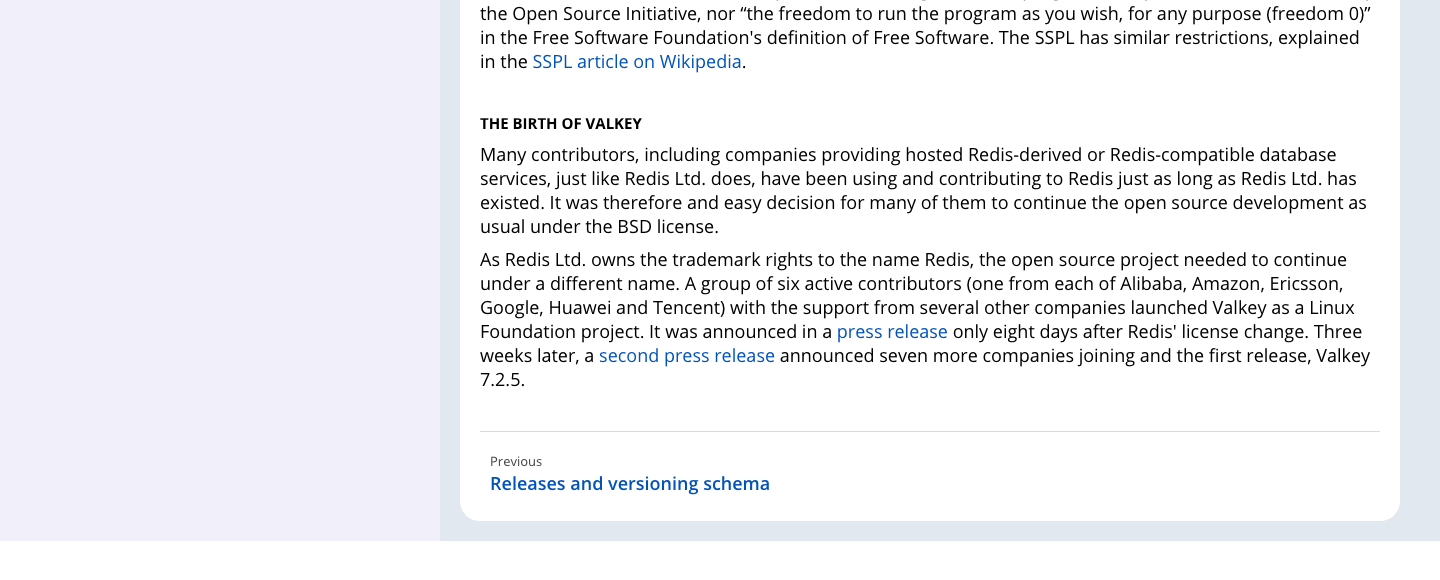 the Open Source Initiative, nor “the freedom to run the program as you wish, for any purpose (freedom 0)”
in the Free Software Foundation's definition of Free Software. The SSPL has similar restrictions, explained
in the SSPL article on Wikipedia.
THE BIRTH OF VALKEY
Many contributors, including companies providing hosted Redis-derived or Redis-compatible database
services, just like Redis Ltd. does, have been using and contributing to Redis just as long as Redis Ltd. has
existed. It was therefore and easy decision for many of them to continue the open source development as
usual under the BSD license.
As Redis Ltd. owns the trademark rights to the name Redis, the open source project needed to continue
under a different name. A group of six active contributors (one from each of Alibaba, Amazon, Ericsson,
Google, Huawei and Tencent) with the support from several other companies launched Valkey as a Linux
Foundation project. It was announced in a press release only eight days after Redis' license change. Three
weeks later, a second press release announced seven more companies joining and the first release, Valkey
7.2.5.
Previous
Releases and versioning schema